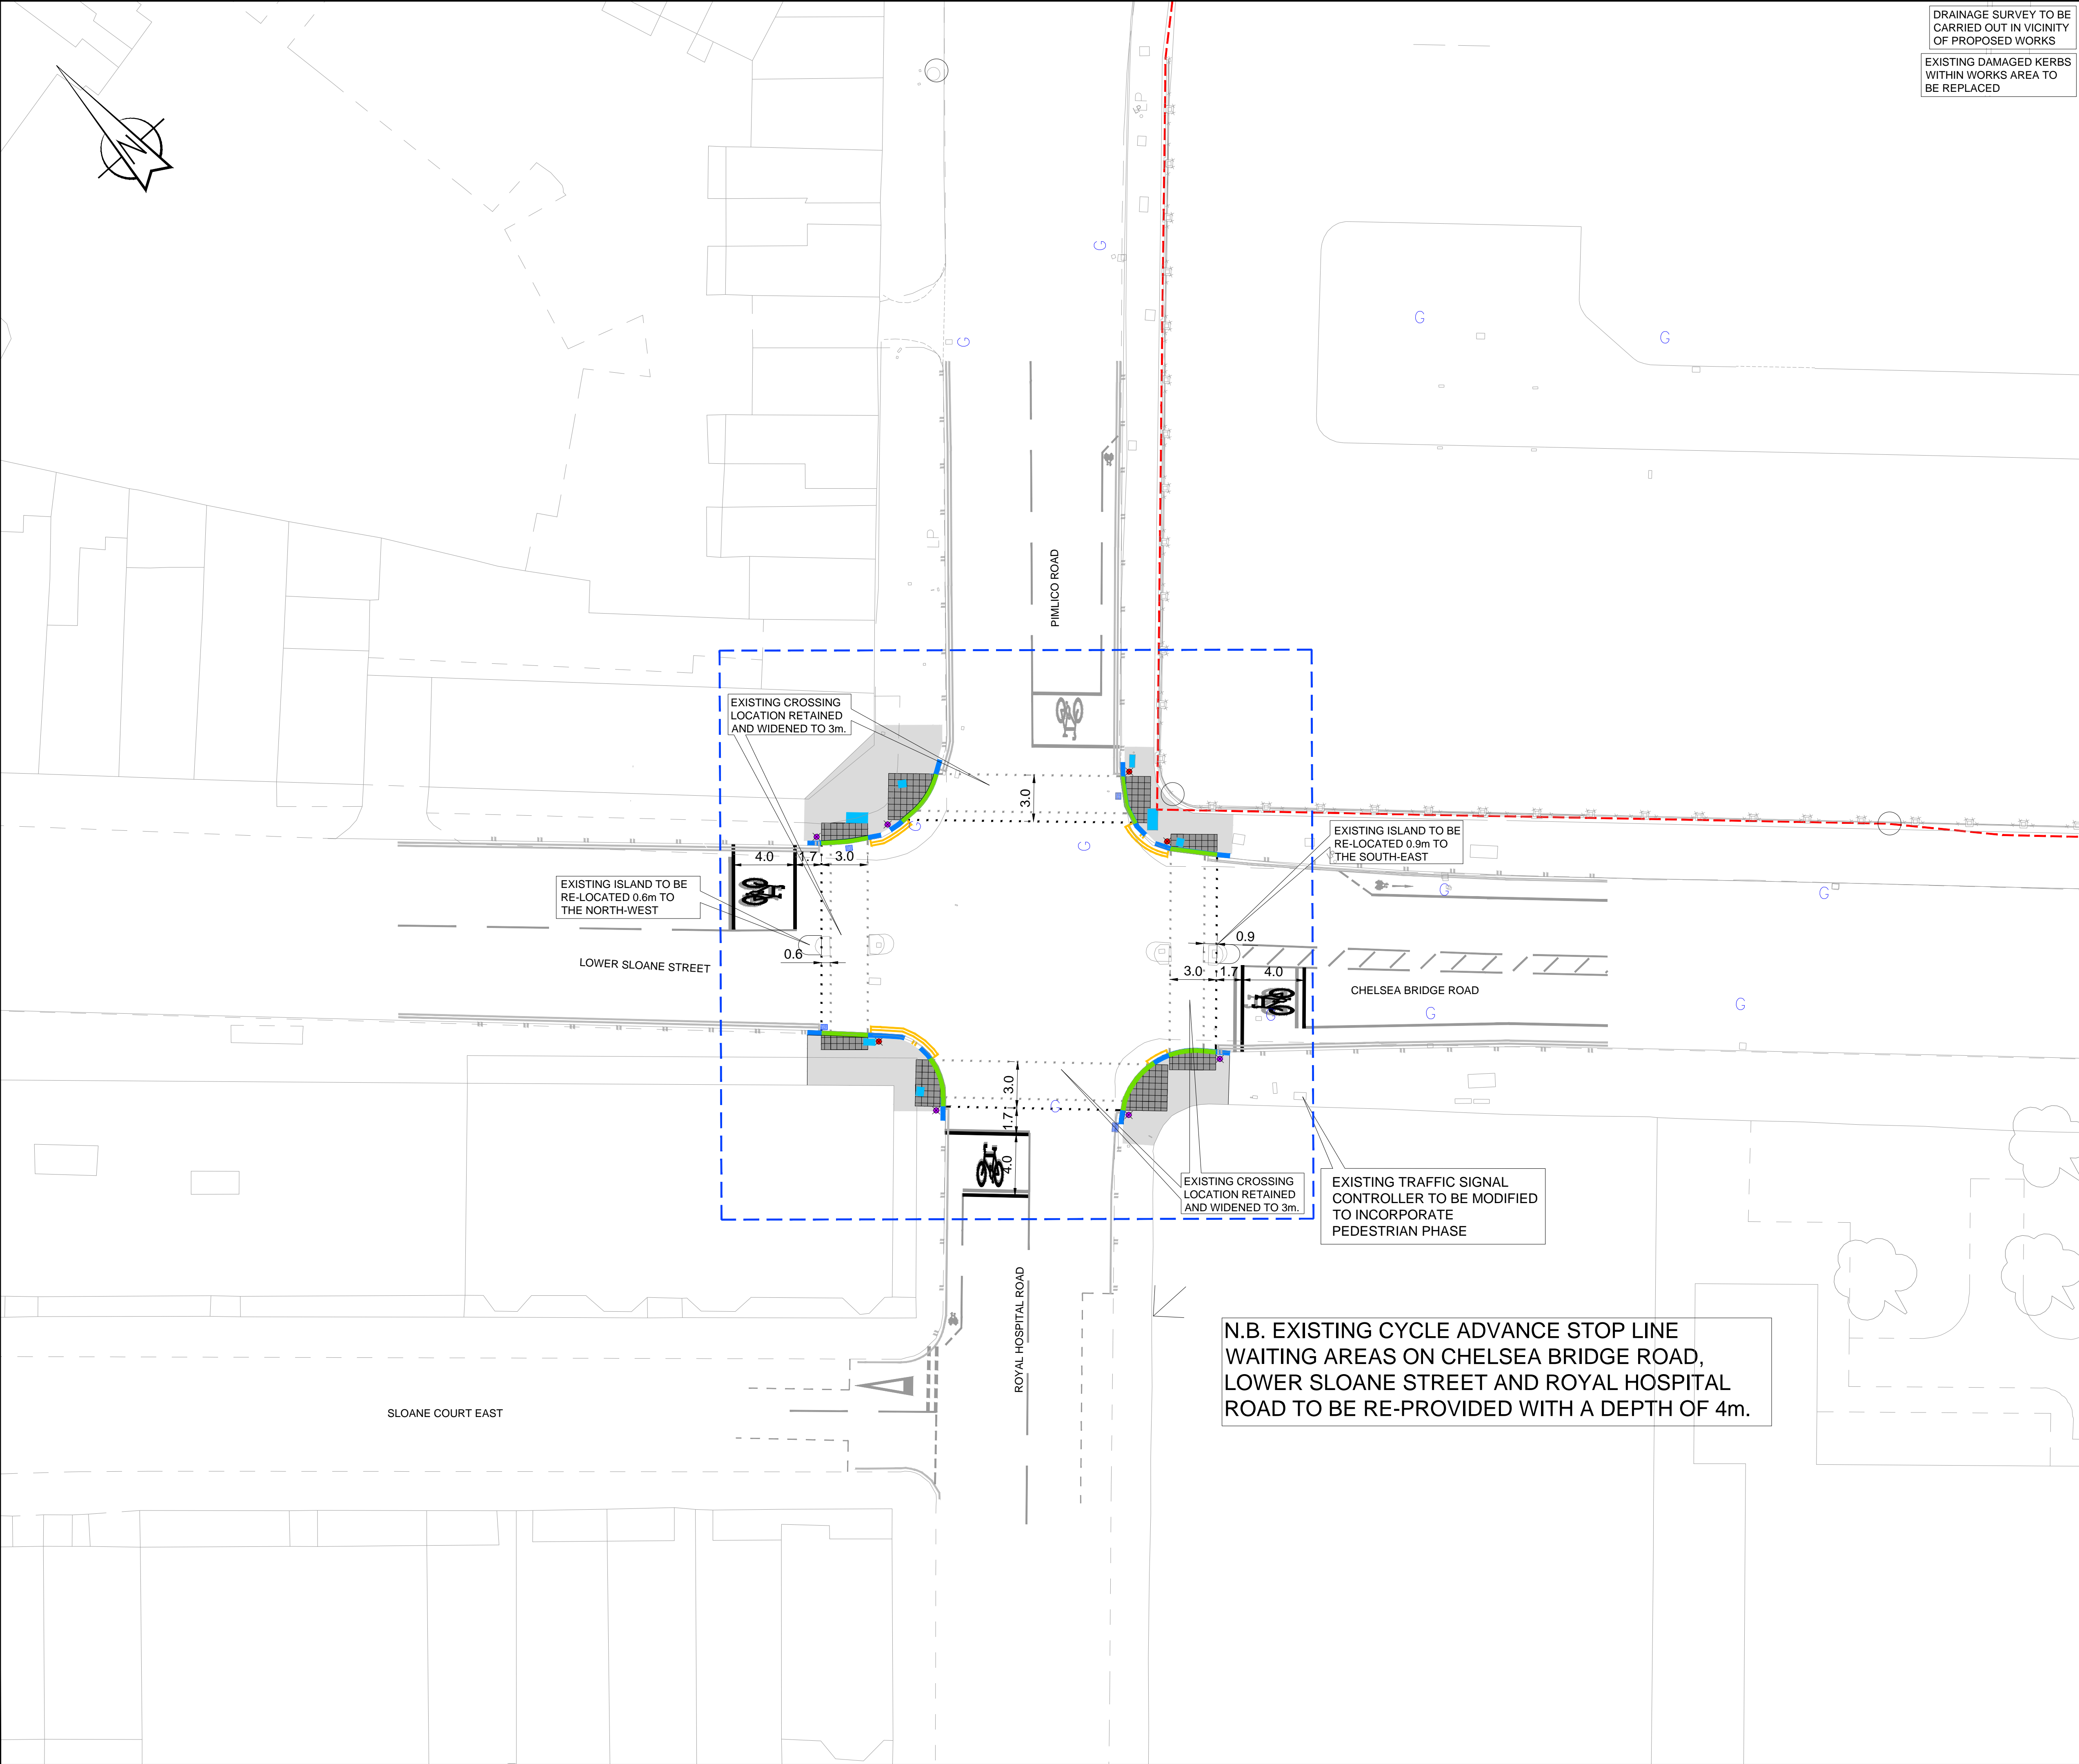 DRAINAGE SURVEY TO BE
CARRIED OUT IN VICINITY
OF PROPOSED WORKS
EXISTING DAMAGED KERBS
WITHIN WORKS AREA TO
BE REPLACED
N
LP
G
G
G
G
LP
PIMLICO ROAD
EXISTING CROSSING
LOCATION RETAINED
AND WIDENED TO 3m.
3.0
G
G
EXISTING ISLAND TO BE
RE-LOCATED 0.9m TO
THE SOUTH-EAST
4.0 1.7 3.0
EXISTING ISLAND TO BE
RE-LOCATED 0.6m TO
THE NORTH-WEST
G
G
0.9
0.6
LOWER SLOANE STREET
3.0 1.7 4.0
CHELSEA BRIDGE ROAD
G
G
G
3.0
1.7
4.0
G
EXISTING CROSSING
LOCATION RETAINED
AND WIDENED TO 3m.
EXISTING TRAFFIC SIGNAL
CONTROLLER TO BE MODIFIED
TO INCORPORATE
PEDESTRIAN PHASE
ROYAL HOSPITAL ROAD
N.B. EXISTING CYCLE ADVANCE STOP LINE
WAITING AREAS ON CHELSEA BRIDGE ROAD,
LOWER SLOANE STREET AND ROYAL HOSPITAL
ROAD TO BE RE-PROVIDED WITH A DEPTH OF 4m.
SLOANE COURT EAST